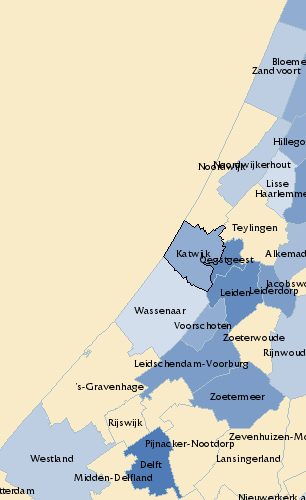 Bloeme
Zandvoort
Hillego
Noordwijkerhout
Noordwijk
Lisse
Haarlemme
Teylingen
Katwijk
Oegstgeest
Alkemad
Leiden
Leiderdorp
Jacobswo
Wassenaar
Voorschoten
Zoeterwoude
Rijnwoud
Leidschendam-Voorburg
's-Gravenhage
Zoetermeer
Rijswijk
Pijnacker-Nootdorp
Zevenhuizen-Mo
Westland
Delft
Lansingerland
Midden-Delfland
tterdam
Nieuwerkerk a